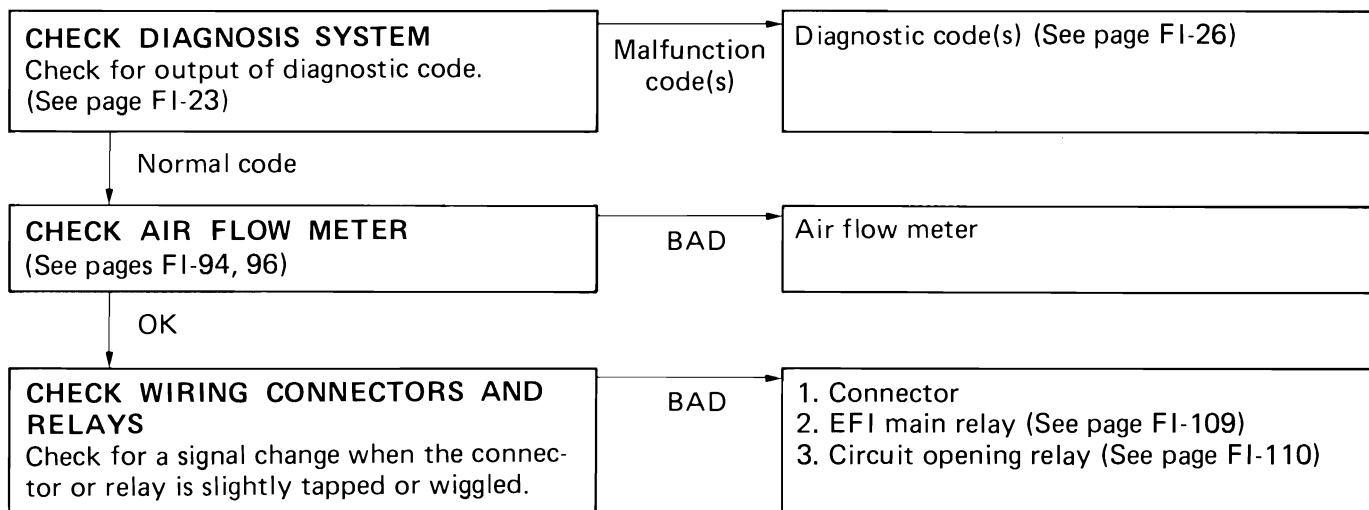 CHECK DIAGNOSIS SYSTEM
Check for output of diagnostic code.
(See page FI-23)
Malfunction
code(s)
Diagnostic code(s) (See page FI-26)
Normal code
CHECK AIR FLOW METER
(See pages FI-94, 96)
BAD
Air flow meter
OK
CHECK WIRING CONNECTORS AND
RELAYS
Check for a signal change when the connec-
tor or relay is slightly tapped or wiggled.
BAD
1. Connector
2. EFI main relay (See page FI-109)
3. Circuit opening relay (See page FI-110)